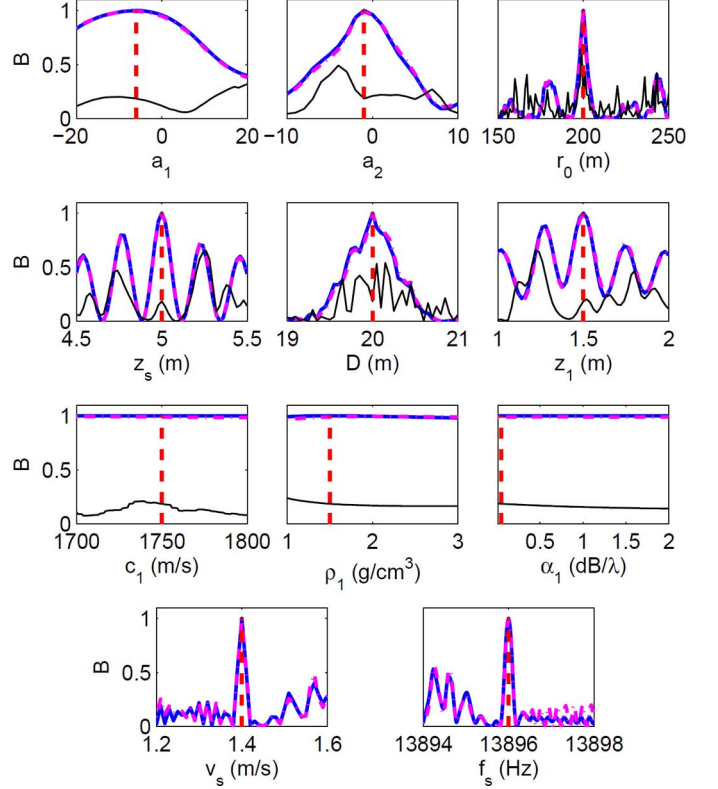 1
0.5
0
B
−20 0 20
a1
−10 0 10
a2
150 200 250
r0 (m)
1
0.5
0
B
4.5 5 5.5
zs (m)
19 20 21
D (m)
1 1.5 2
z1 (m)
1
0.5
0
B
1700 1750 1800
c1 (m/s)
1 2 3
ρ1 (g/cm3)
0.5 1 1.5 2
α1 (dB/λ)
1
0.5
0
B
1.2 1.4 1.6
vs (m/s)
13894 13896 13898
fs (Hz)